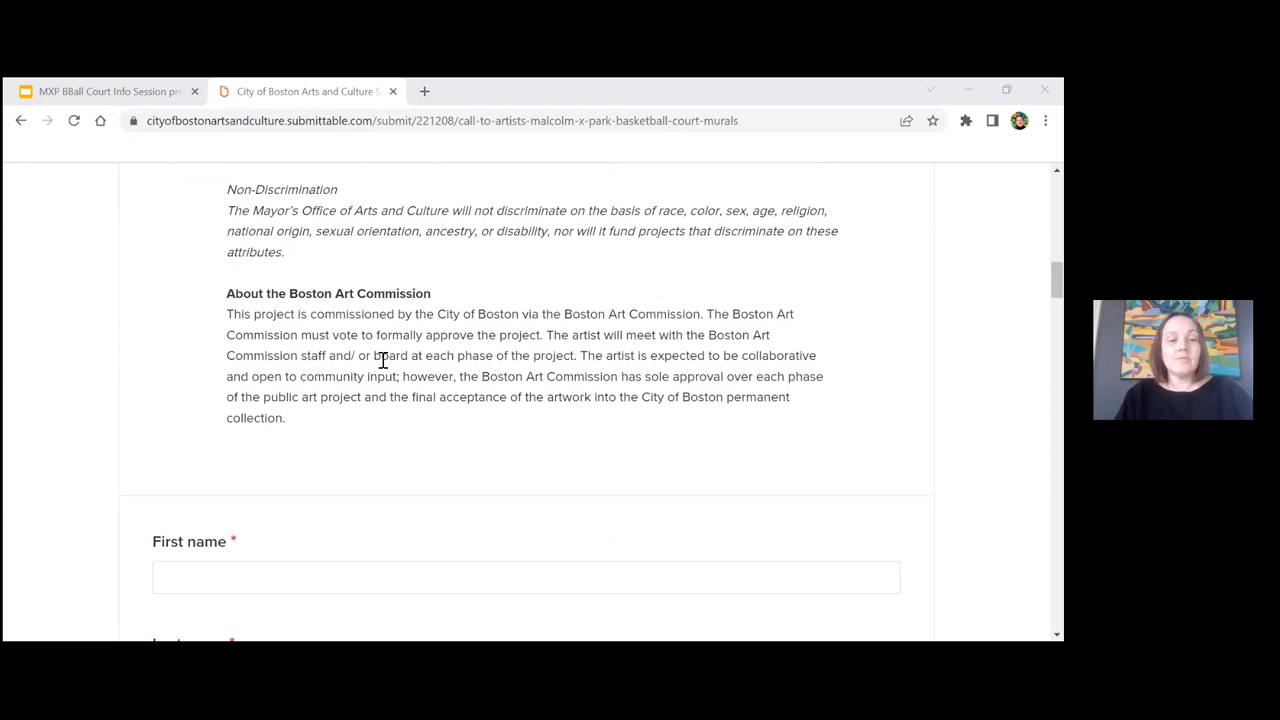 MXP BBall Court Info Session pre
City of Boston Arts and Culture S
cityofbostonartsandculture.submittable.com/submit/221208/call-to-artists-malcolm-x-park-basketball-court-murals
Non-Discrimination
The Mayor's Office of Arts and Culture will not discriminate on the basis of race, color, sex, age, religion,
national origin, sexual orientation, ancestry, or disability, nor will it fund projects that discriminate on these
attributes.
About the Boston Art Commission
This project is commissioned by the City of Boston via the Boston Art Commission. The Boston Art
Commission must vote to formally approve the project. The artist will meet with the Boston Art
Commission staff and/ or board at each phase of the project. The artist is expected to be collaborative
and open to community input; however, the Boston Art Commission has sole approval over each phase
of the public art project and the final acceptance of the artwork into the City of Boston permanent
collection.
First name *